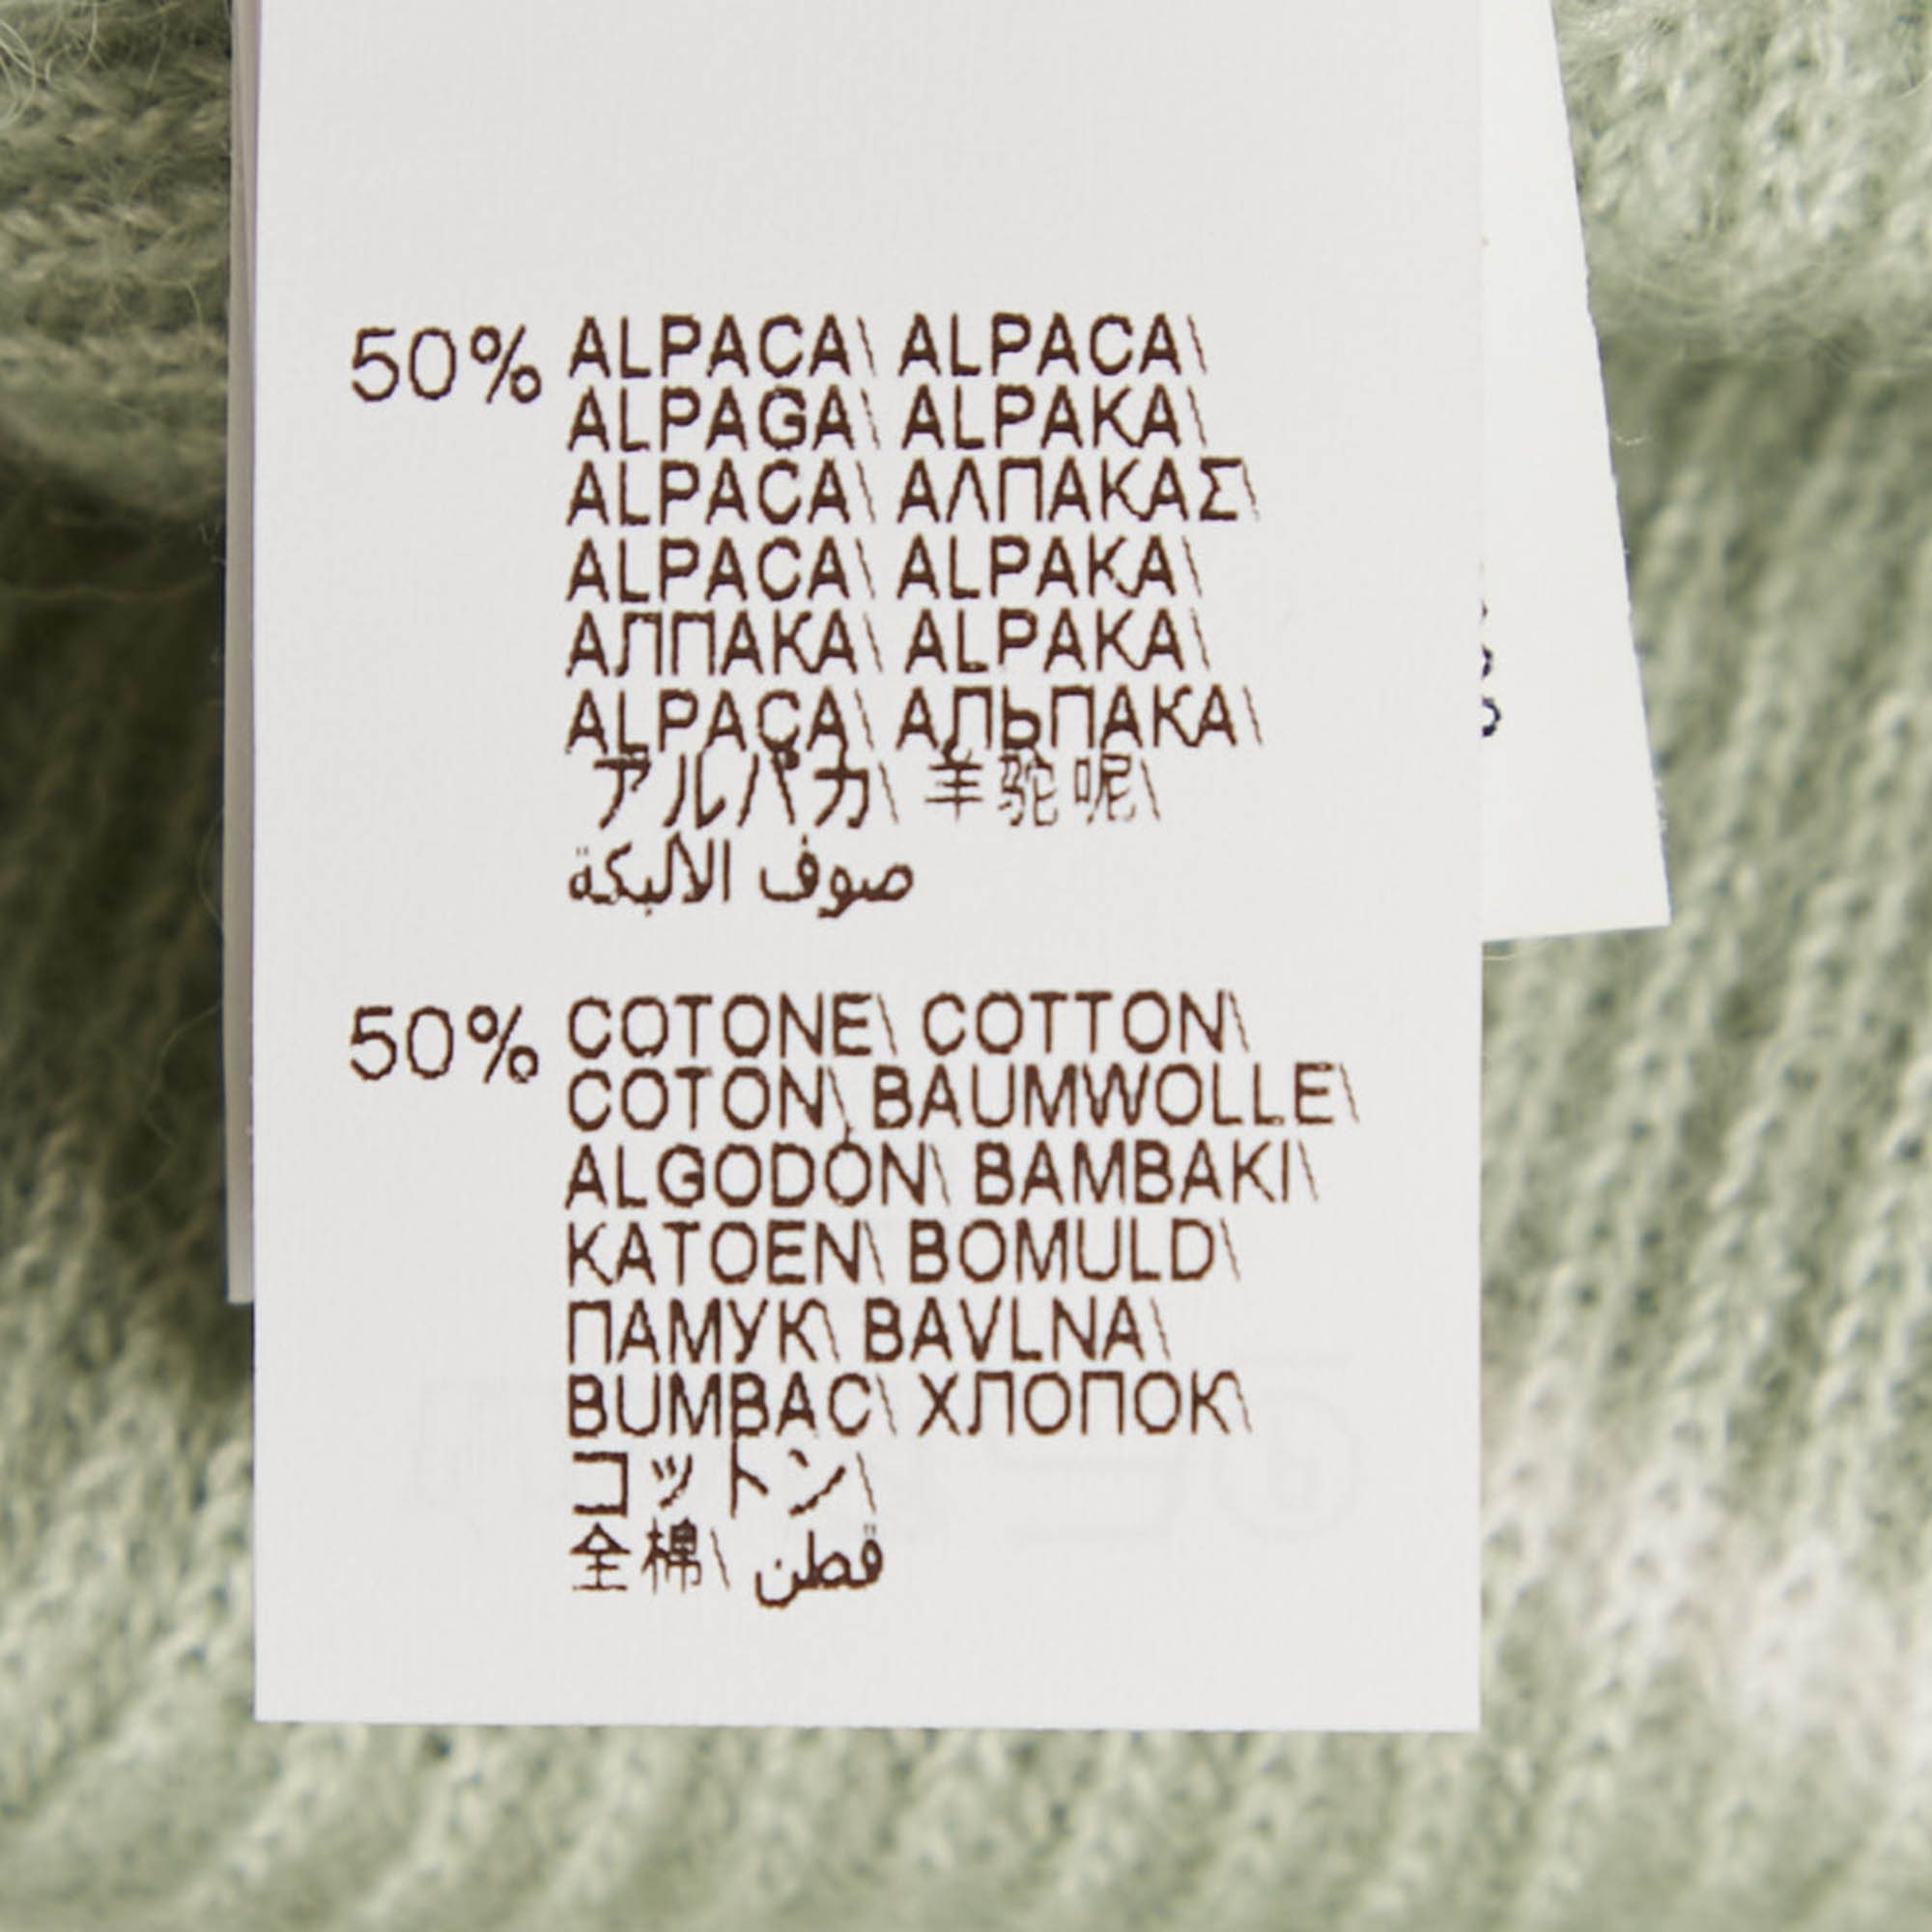 50% ALPACA\ ALPACA\
ALPAGA\ ALPAKA\
ALPACA\ ΑΛΠΑΚΑΣ\
ALPACA\ ALPAKA\
АЛПАКА\ ALPAKA\
ALPACA\ АЛЬПАКА\
アルパカ\ 羊驼呢\
صوف الألبكة
50% COTONE\ COTTON\
COTON\ BAUMWOLLE\
ALGODÓN\ BAMBAKI\
KATOEN\ BOMULD\
ПАМУК\ BAVLNA\
BUMBAC\ ХЛОПОК\
コットン\
全棉\ قطن